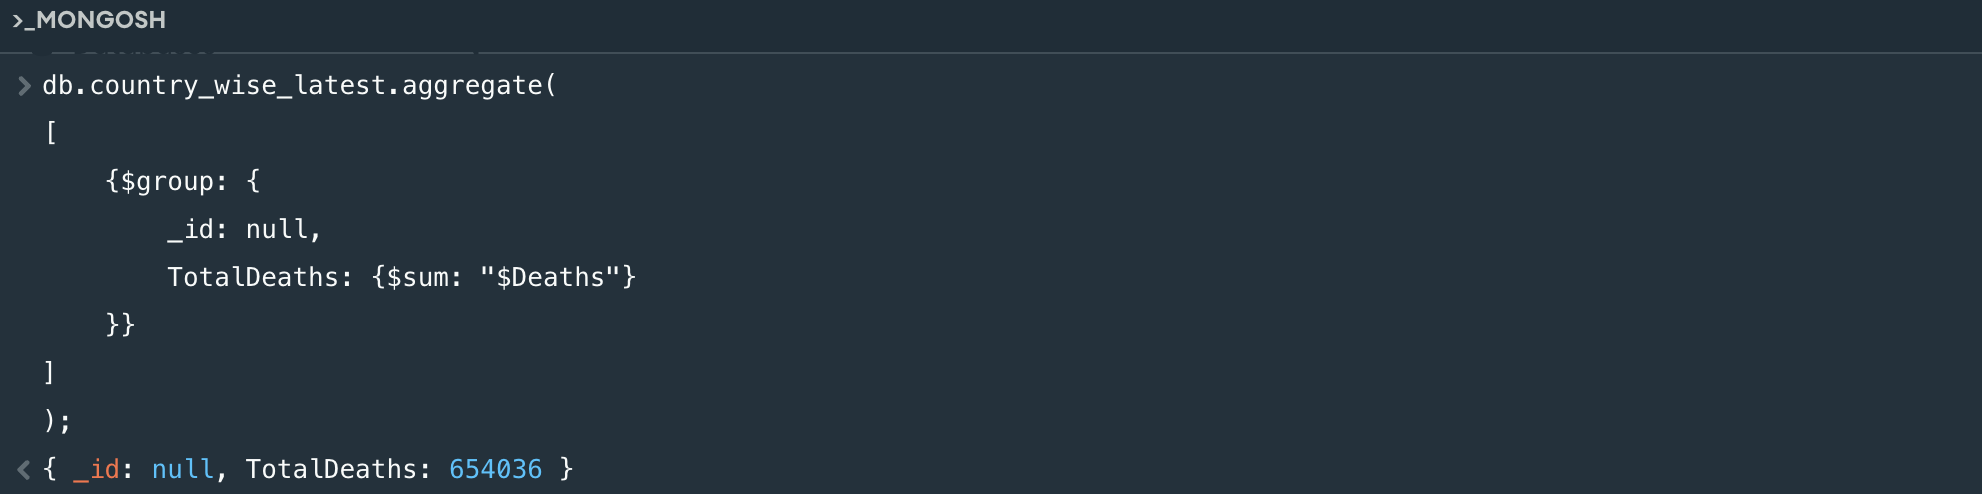 >_MONGOSH
> db.country_wise_latest.aggregate(
[
{$group: {
_id: null,
TotalDeaths: {$sum: "$Deaths"}
}}
]
);
< { _id: null, TotalDeaths: 654036 }